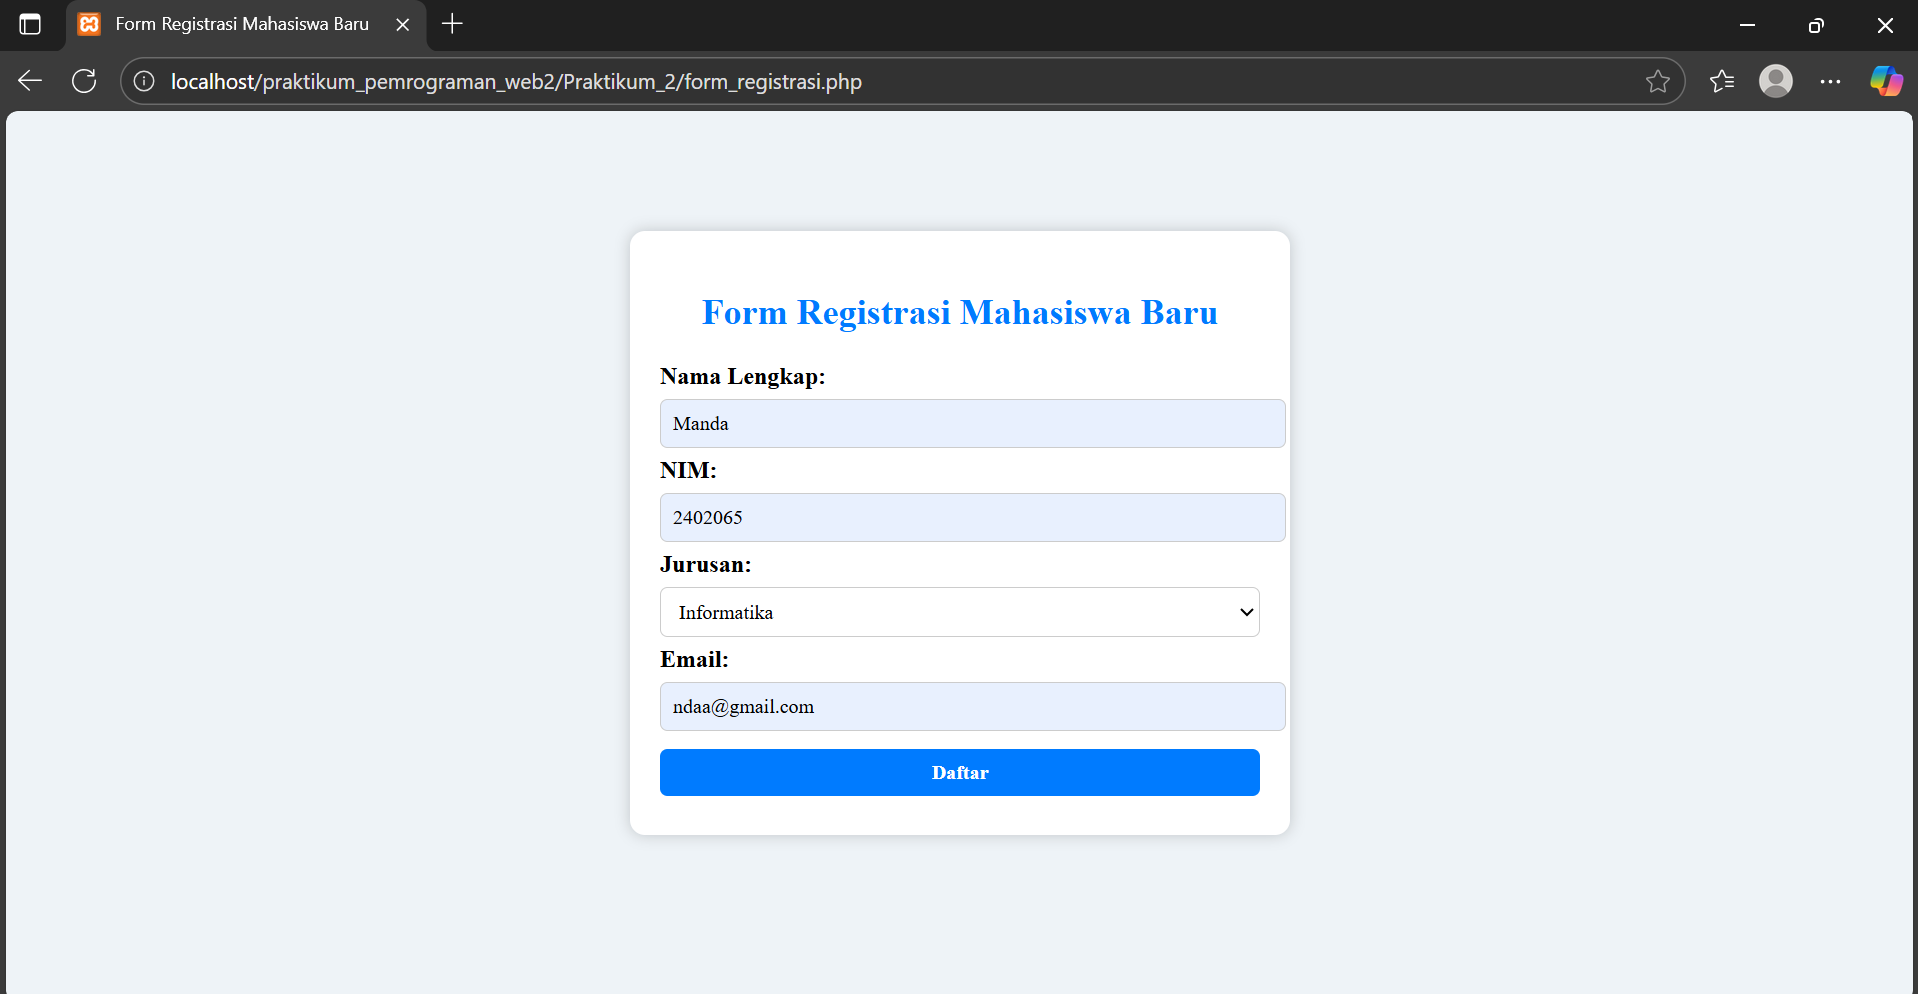 Form Registrasi Mahasiswa Baru
localhost/praktikum_pemrograman_web2/Praktikum_2/form_registrasi.php
Form Registrasi Mahasiswa Baru
Nama Lengkap:
Manda
NIM:
2402065
Jurusan:
Informatika
Email:
ndaa@gmail.com
Daftar